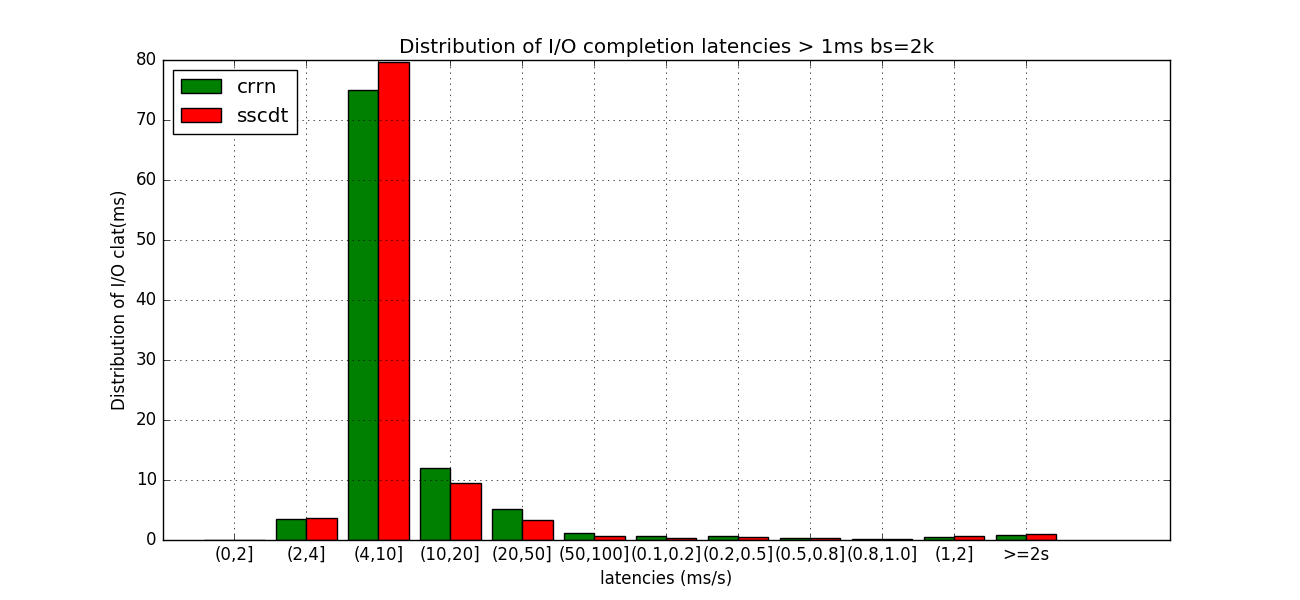 Distribution of I/O completion latencies > 1ms bs=2k
crrn
sscdt
80
70
60
50
40
30
20
10
0
Distribution of I/O clat(ms)
(0,2] (2,4] (4,10] (10,20] (20,50] (50,100] (0.1,0.2] (0.2,0.5] (0.5,0.8] (0.8,1.0] (1,2] >=2s
latencies (ms/s)